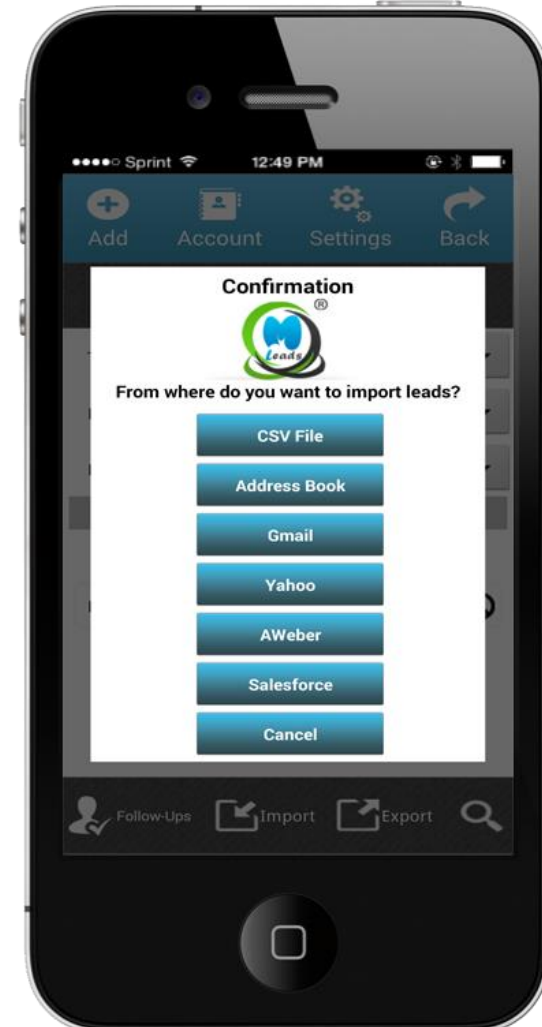 Sprint 12:49 PM
Add Account Settings Back
Confirmation
®
M
Leads
From where do you want to import leads?
CSV File
Address Book
Gmail
Yahoo
AWeber
Salesforce
Cancel
Follow-Ups Import Export